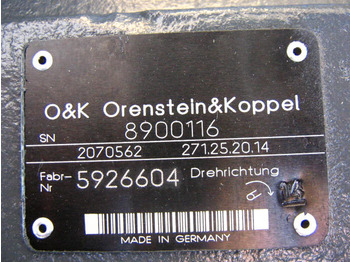 O&K Orenstein&Koppel
SN 8900116
2070562 271.25.20.14
Fabr-Nr 5926604 Drehrichtung
MADE IN GERMANY